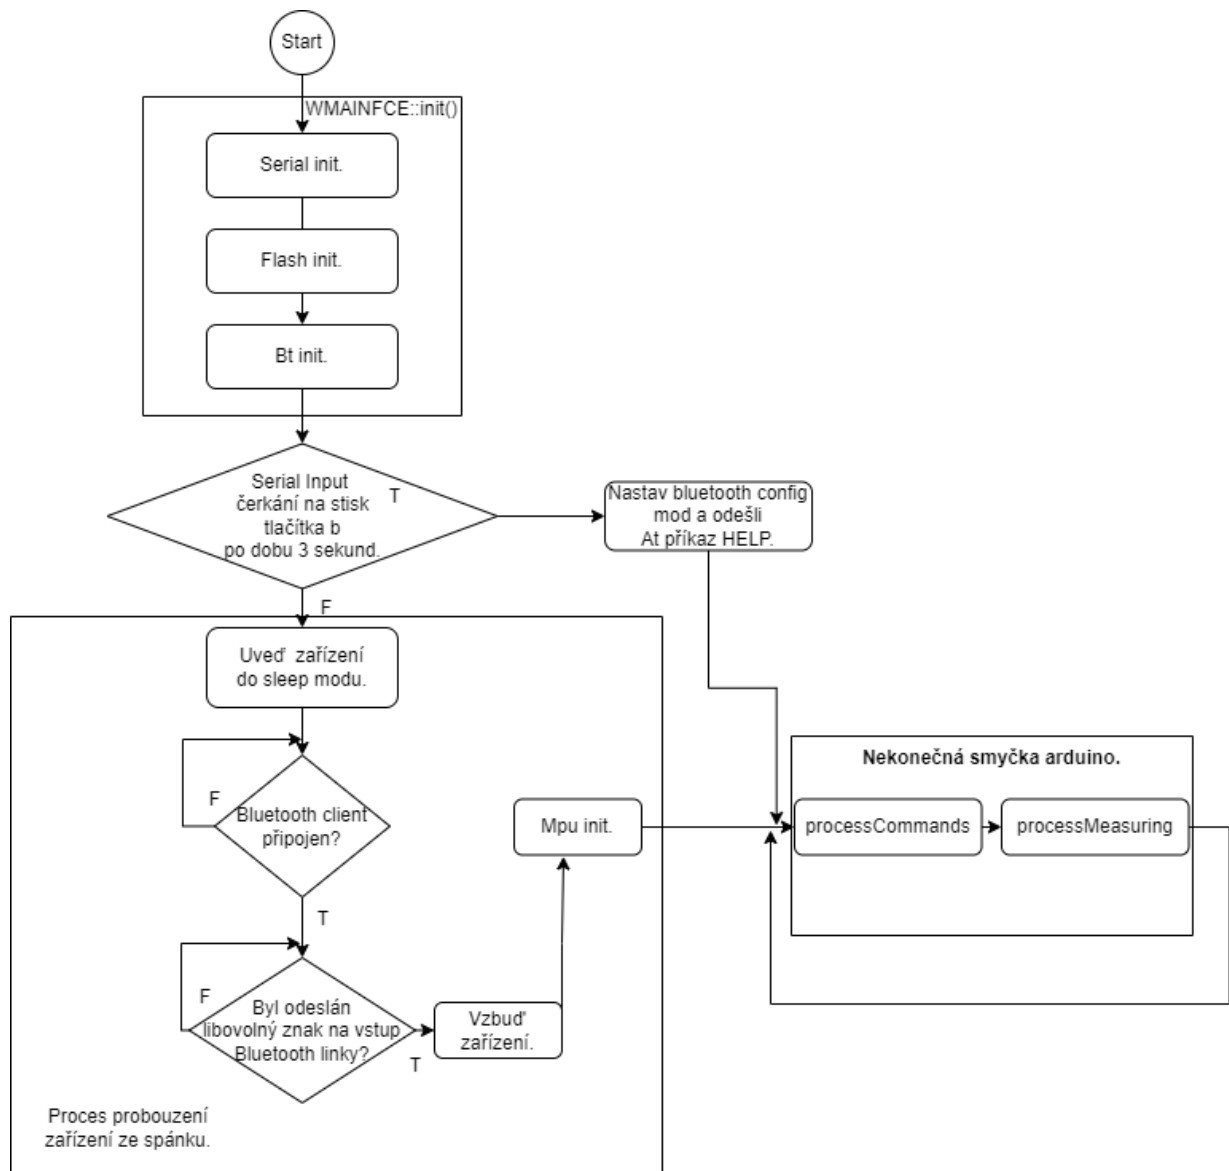 Start
WMAINFCE::init()
Serial init.
Flash init.
Bt init.
Serial Input
čerkání na stisk
tlačítka b
po dobu 3 sekund.
T
Nastav bluetooth config
mod a odešli
At příkaz HELP.
F
Uveď zařízení
do sleep modu.
F
Bluetooth client
připojen?
T
Mpu init.
Nekonečná smyčka arduino.
processCommands
processMeasuring
F
Byl odeslán
libovolný znak na vstup
Bluetooth linky?
T
Vzbuď
zařízení.
Proces probouzení
zařízení ze spánku.